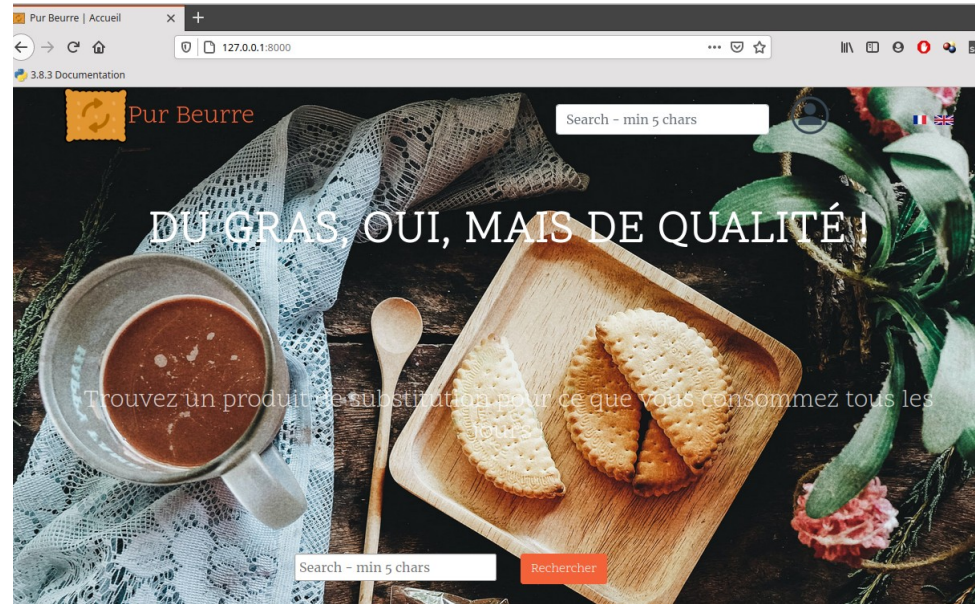 Pur Beurre | Accueil
127.0.0.1:8000
3.8.3 Documentation
Pur Beurre
Search - min 5 chars
DU GRAS, OUI, MAIS DE QUALITÉ !
Trouvez un produit de substitution pour ce que vous consommez tous les
jours
Search - min 5 chars
Rechercher